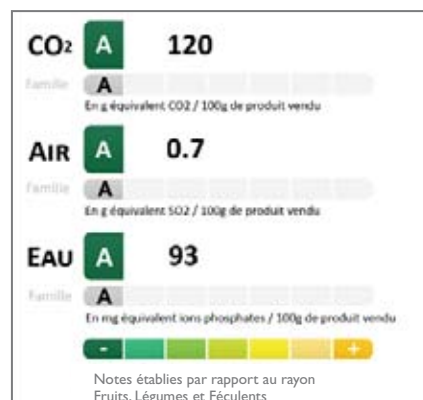 CO2 A 120
Famille A
En g équivalent CO2 / 100g de produit vendu
AIR A 0.7
Famille A
En g équivalent SO2 / 100g de produit vendu
EAU A 93
Famille A
En mg équivalent ions phosphates / 100g de produit vendu
- +
Notes établies par rapport au rayon
Fruits, Légumes et Féculents